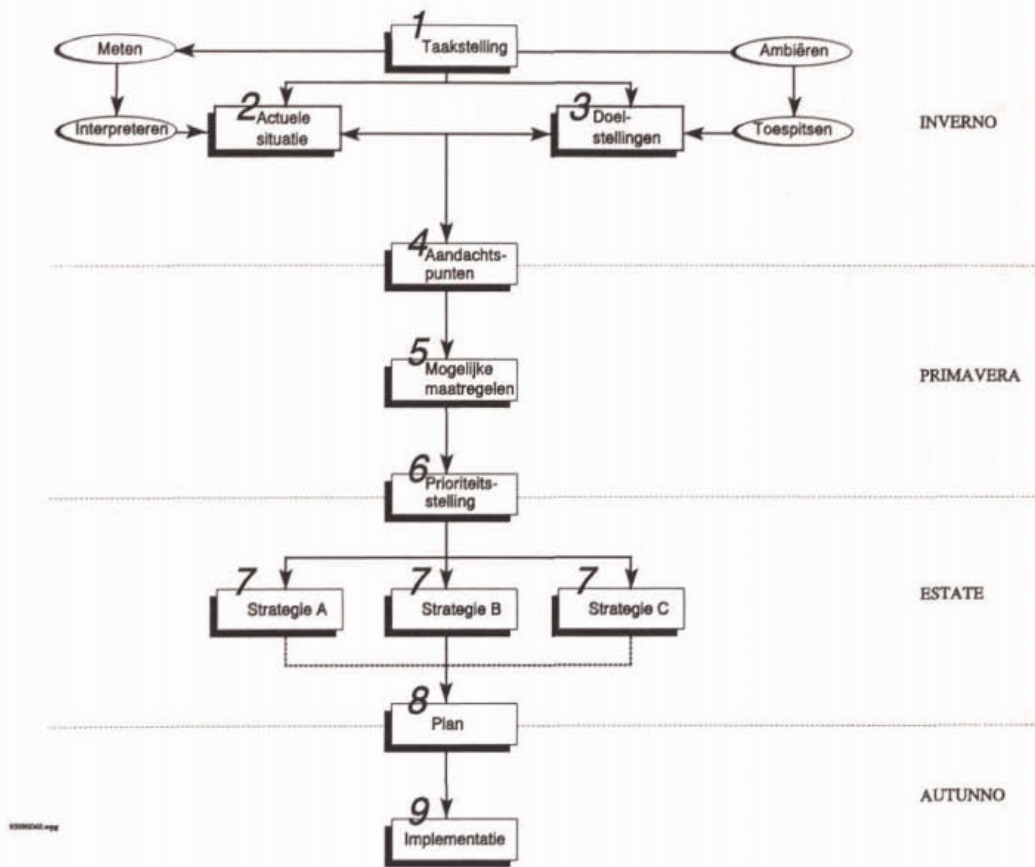 1
Taakstelling
Meten
Ambiëren
2
Actuele
situatie
3
Doel-
stellingen
Interpreteren
Toespitsen
INVERNO
4
Aandachts-
punten
5
Mogelijke
maatregelen
PRIMAVERA
6
Prioriteits-
stelling
7
Strategie A
7
Strategie B
7
Strategie C
ESTATE
8
Plan
AUTUNNO
9
Implementatie